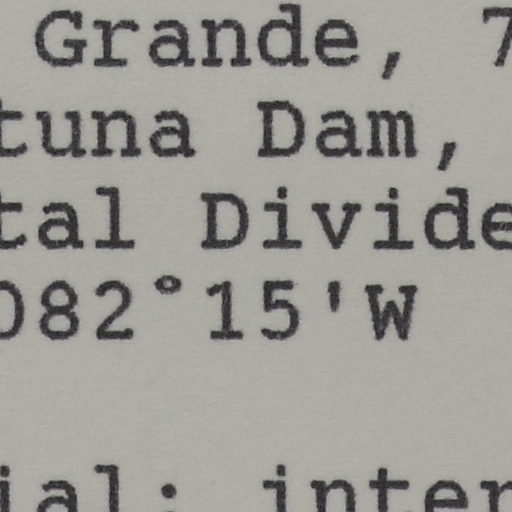 Grande, 7
tuna Dam,
tal Divide
082°15'W
ial: inter